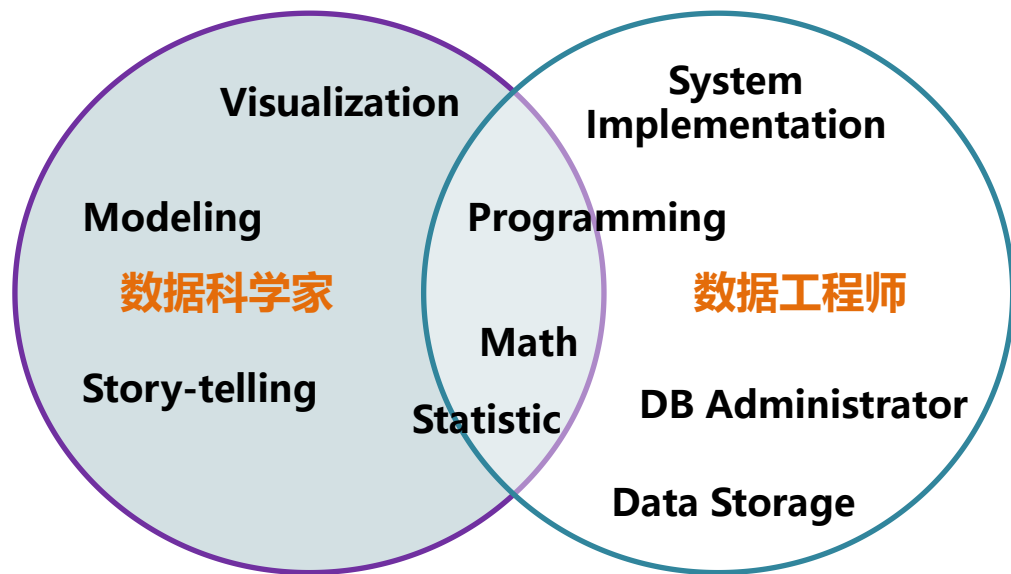 Visualization
System
Implementation
Modeling
Programming
数据科学家
数据工程师
Math
Story-telling
Statistic
DB Administrator
Data Storage